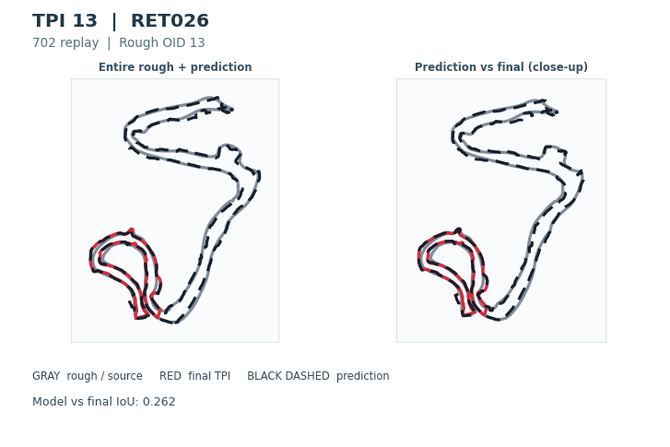 TPI 13 | RET026
702 replay | Rough OID 13
Entire rough + prediction
Prediction vs final (close-up)
GRAY rough / source RED final TPI BLACK DASHED prediction
Model vs final IoU: 0.262